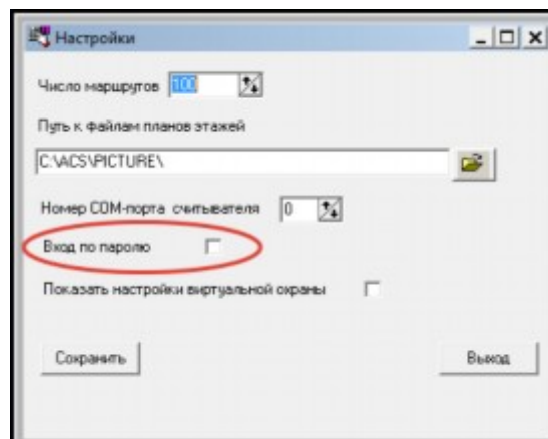 Настройки
Число маршрутов 100
Путь к файлам планов этажей
C:\ACS\PICTURE\
Номер COM-порта считывателя 0
Вход по паролю
Показать настройки виртуальной охраны
Сохранить Выход